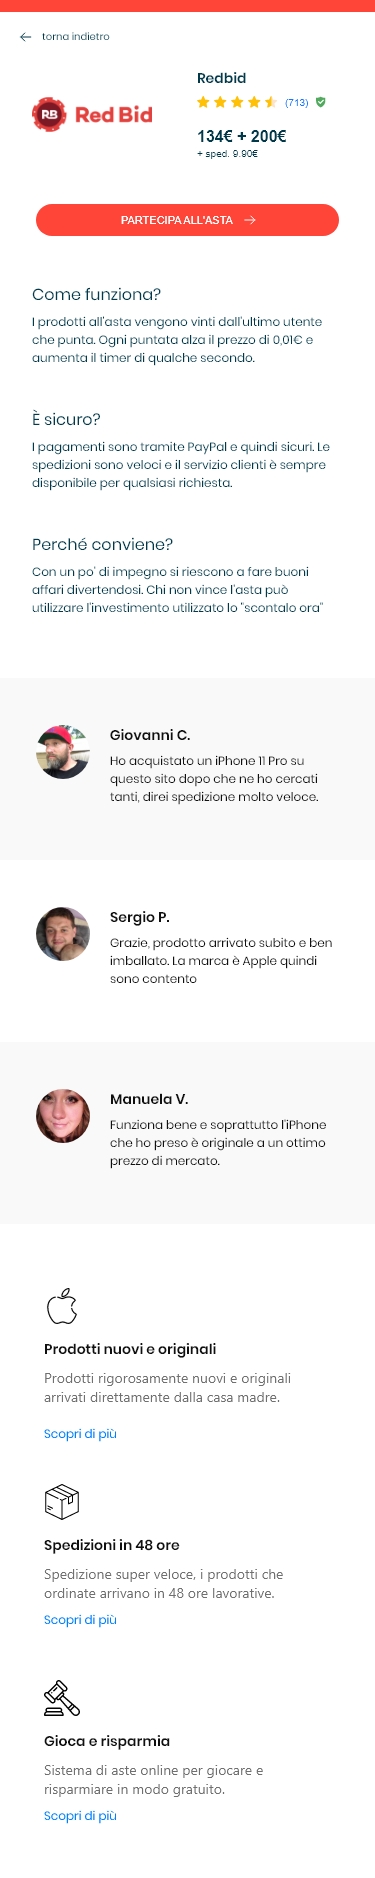 torna indietro
Redbid
(713)
RB
Red Bid
134€ + 200€
+ sped. 9.90€
PARTECIPA ALL'ASTA
Come funziona?
I prodotti all'asta vengono vinti dall'ultimo utente
che punta. Ogni puntata alza il prezzo di 0,01€ e
aumenta il timer di qualche secondo.
È sicuro?
I pagamenti sono tramite PayPal e quindi sicuri. Le
spedizioni sono veloci e il servizio clienti è sempre
disponibile per qualsiasi richiesta.
Perché conviene?
Con un po' di impegno si riescono a fare buoni
affari divertendosi. Chi non vince l'asta può
utilizzare l'investimento utilizzato lo "scontalo ora"
Giovanni C.
Ho acquistato un iPhone 11 Pro su
questo sito dopo che ne ho cercati
tanti, direi spedizione molto veloce.
Sergio P.
Grazie, prodotto arrivato subito e ben
imballato. La marca è Apple quindi
sono contento
Manuela V.
Funziona bene e soprattutto l'iPhone
che ho preso è originale a un ottimo
prezzo di mercato.
Prodotti nuovi e originali
Prodotti rigorosamente nuovi e originali
arrivati direttamente dalla casa madre.
Scopri di più
Spedizioni in 48 ore
Spedizione super veloce, i prodotti che
ordinate arrivano in 48 ore lavorative.
Scopri di più
Gioca e risparmia
Sistema di aste online per giocare e
risparmiare in modo gratuito.
Scopri di più